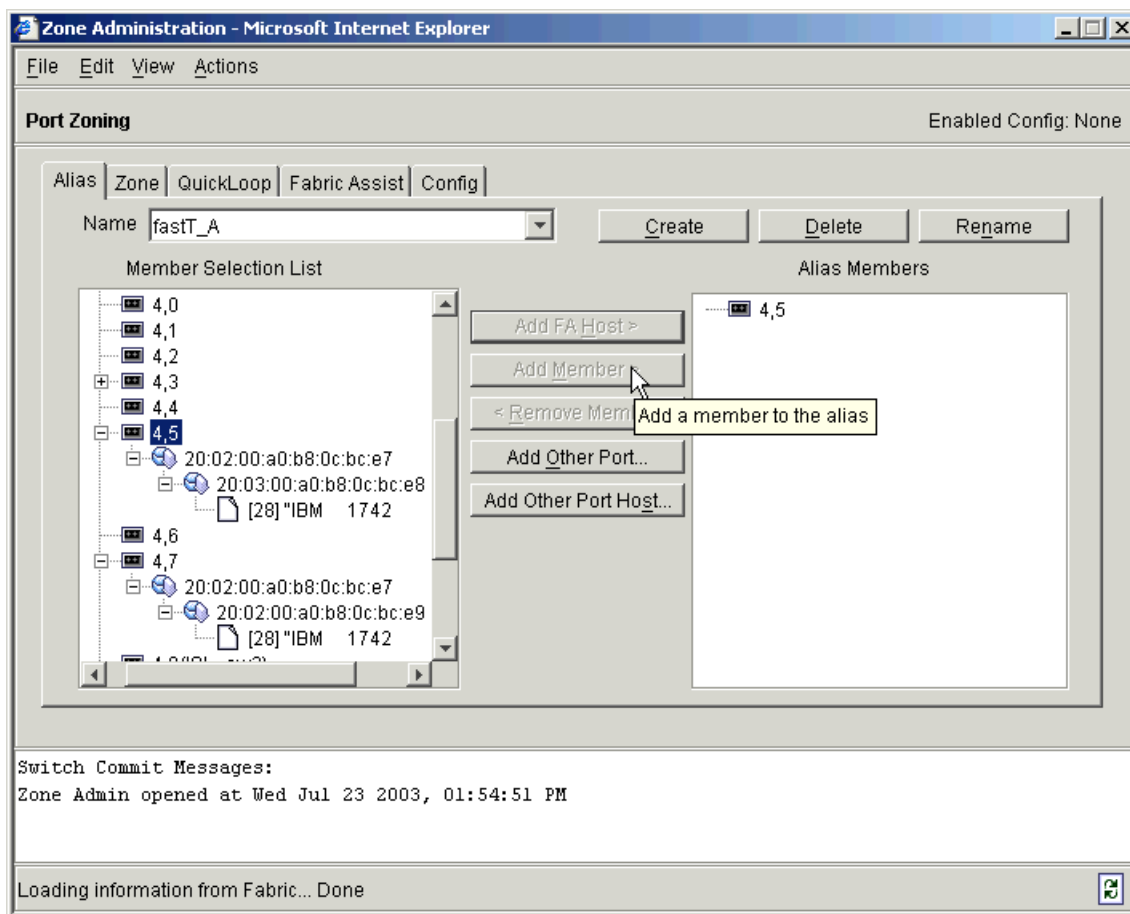 Zone Administration - Microsoft Internet Explorer
File Edit View Actions
Port Zoning Enabled Config: None
Alias Zone QuickLoop Fabric Assist Config
Name fastT_A Create Delete Rename
Member Selection List Alias Members
4,0
4,1
4,2
4,3
4,4
4,5
20:02:00:a0:b8:0c:bc:e7
20:03:00:a0:b8:0c:bc:e8
[28] "IBM 1742
4,6
4,7
20:02:00:a0:b8:0c:bc:e7
20:02:00:a0:b8:0c:bc:e9
[28] "IBM 1742
Add FA Host >
Add Member
< Remove Mem
Add a member to the alias
Add Other Port...
Add Other Port Host...
4,5
Switch Commit Messages:
Zone Admin opened at Wed Jul 23 2003, 01:54:51 PM
Loading information from Fabric... Done